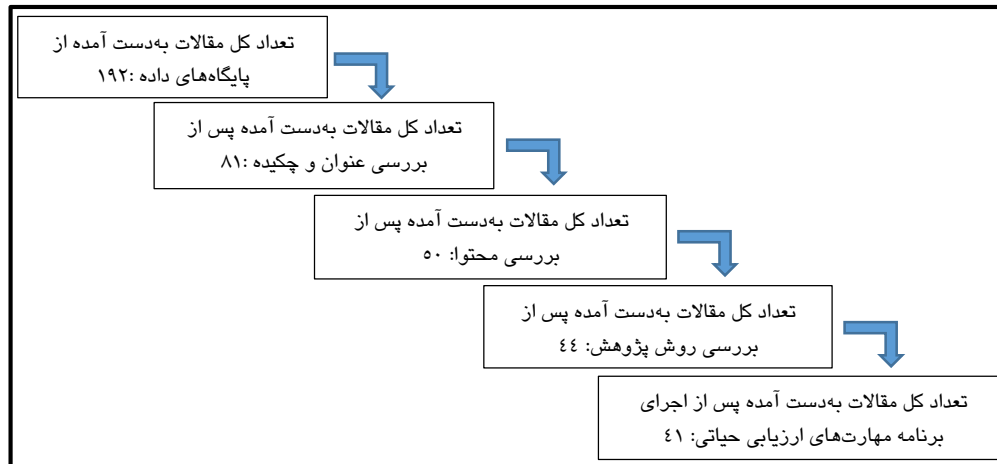 تعداد کل مقالات به‌دست آمده از
پایگاه‌های داده :۱۹۲
تعداد کل مقالات به‌دست آمده پس از
بررسی عنوان و چکیده :۸۱
تعداد کل مقالات به‌دست آمده پس از
بررسی محتوا: ۵۰
تعداد کل مقالات به‌دست آمده پس از
بررسی روش پژوهش: ٤٤
تعداد کل مقالات به‌دست آمده پس از اجرای
برنامه مهارت‌های ارزیابی حیاتی: ٤۱